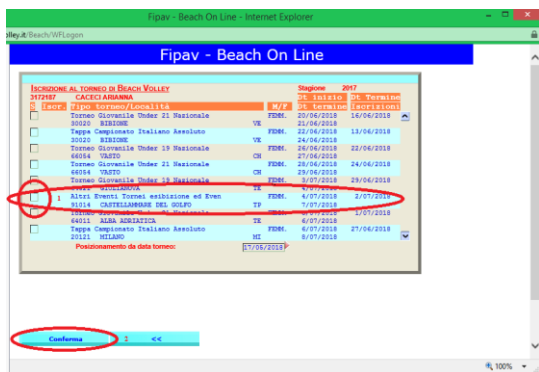 Fipav - Beach On Line - Internet Explorer
olley.it/Beach/WFLogon
Fipav - Beach On Line
ISCRIZIONE AL TORNEO DI BEACH VOLLEY Stagione 2017
3172187 CACECI ARIANNA Dt inizio Dt Termine
S Iscr. Tipo torneo/Località M/F Dt termine Iscrizioni
Torneo Giovanile Under 21 Nazionale FEMM. 20/06/2018 16/06/2018
30020 BIBIONE VE 21/06/2018
Tappa Campionato Italiano Assoluto FEMM. 22/06/2018 13/06/2018
30020 BIBIONE VE 24/06/2018
Torneo Giovanile Under 19 Nazionale FEMM. 26/06/2018 22/06/2018
66054 VASTO CH 27/06/2018
Torneo Giovanile Under 21 Nazionale FEMM. 28/06/2018 24/06/2018
66054 VASTO CH 29/06/2018
Torneo Giovanile Under 19 Nazionale FEMM. 3/07/2018 29/06/2018
GIULIANOVA TE 4/07/2018
1 Altri Eventi Tornei esibizione ed Even FEMM. 4/07/2018 2/07/2018
91014 CASTELLAMMARE DEL GOLFO TP 7/07/2018
Torneo Nazionale 1/07/2018
64011 ALBA ADRIATICA TE 6/07/2018
Tappa Campionato Italiano Assoluto FEMM. 6/07/2018 27/06/2018
20121 MILANO MI 8/07/2018
Posizionamento da data torneo: 17/05/2018
Conferma <<
100%